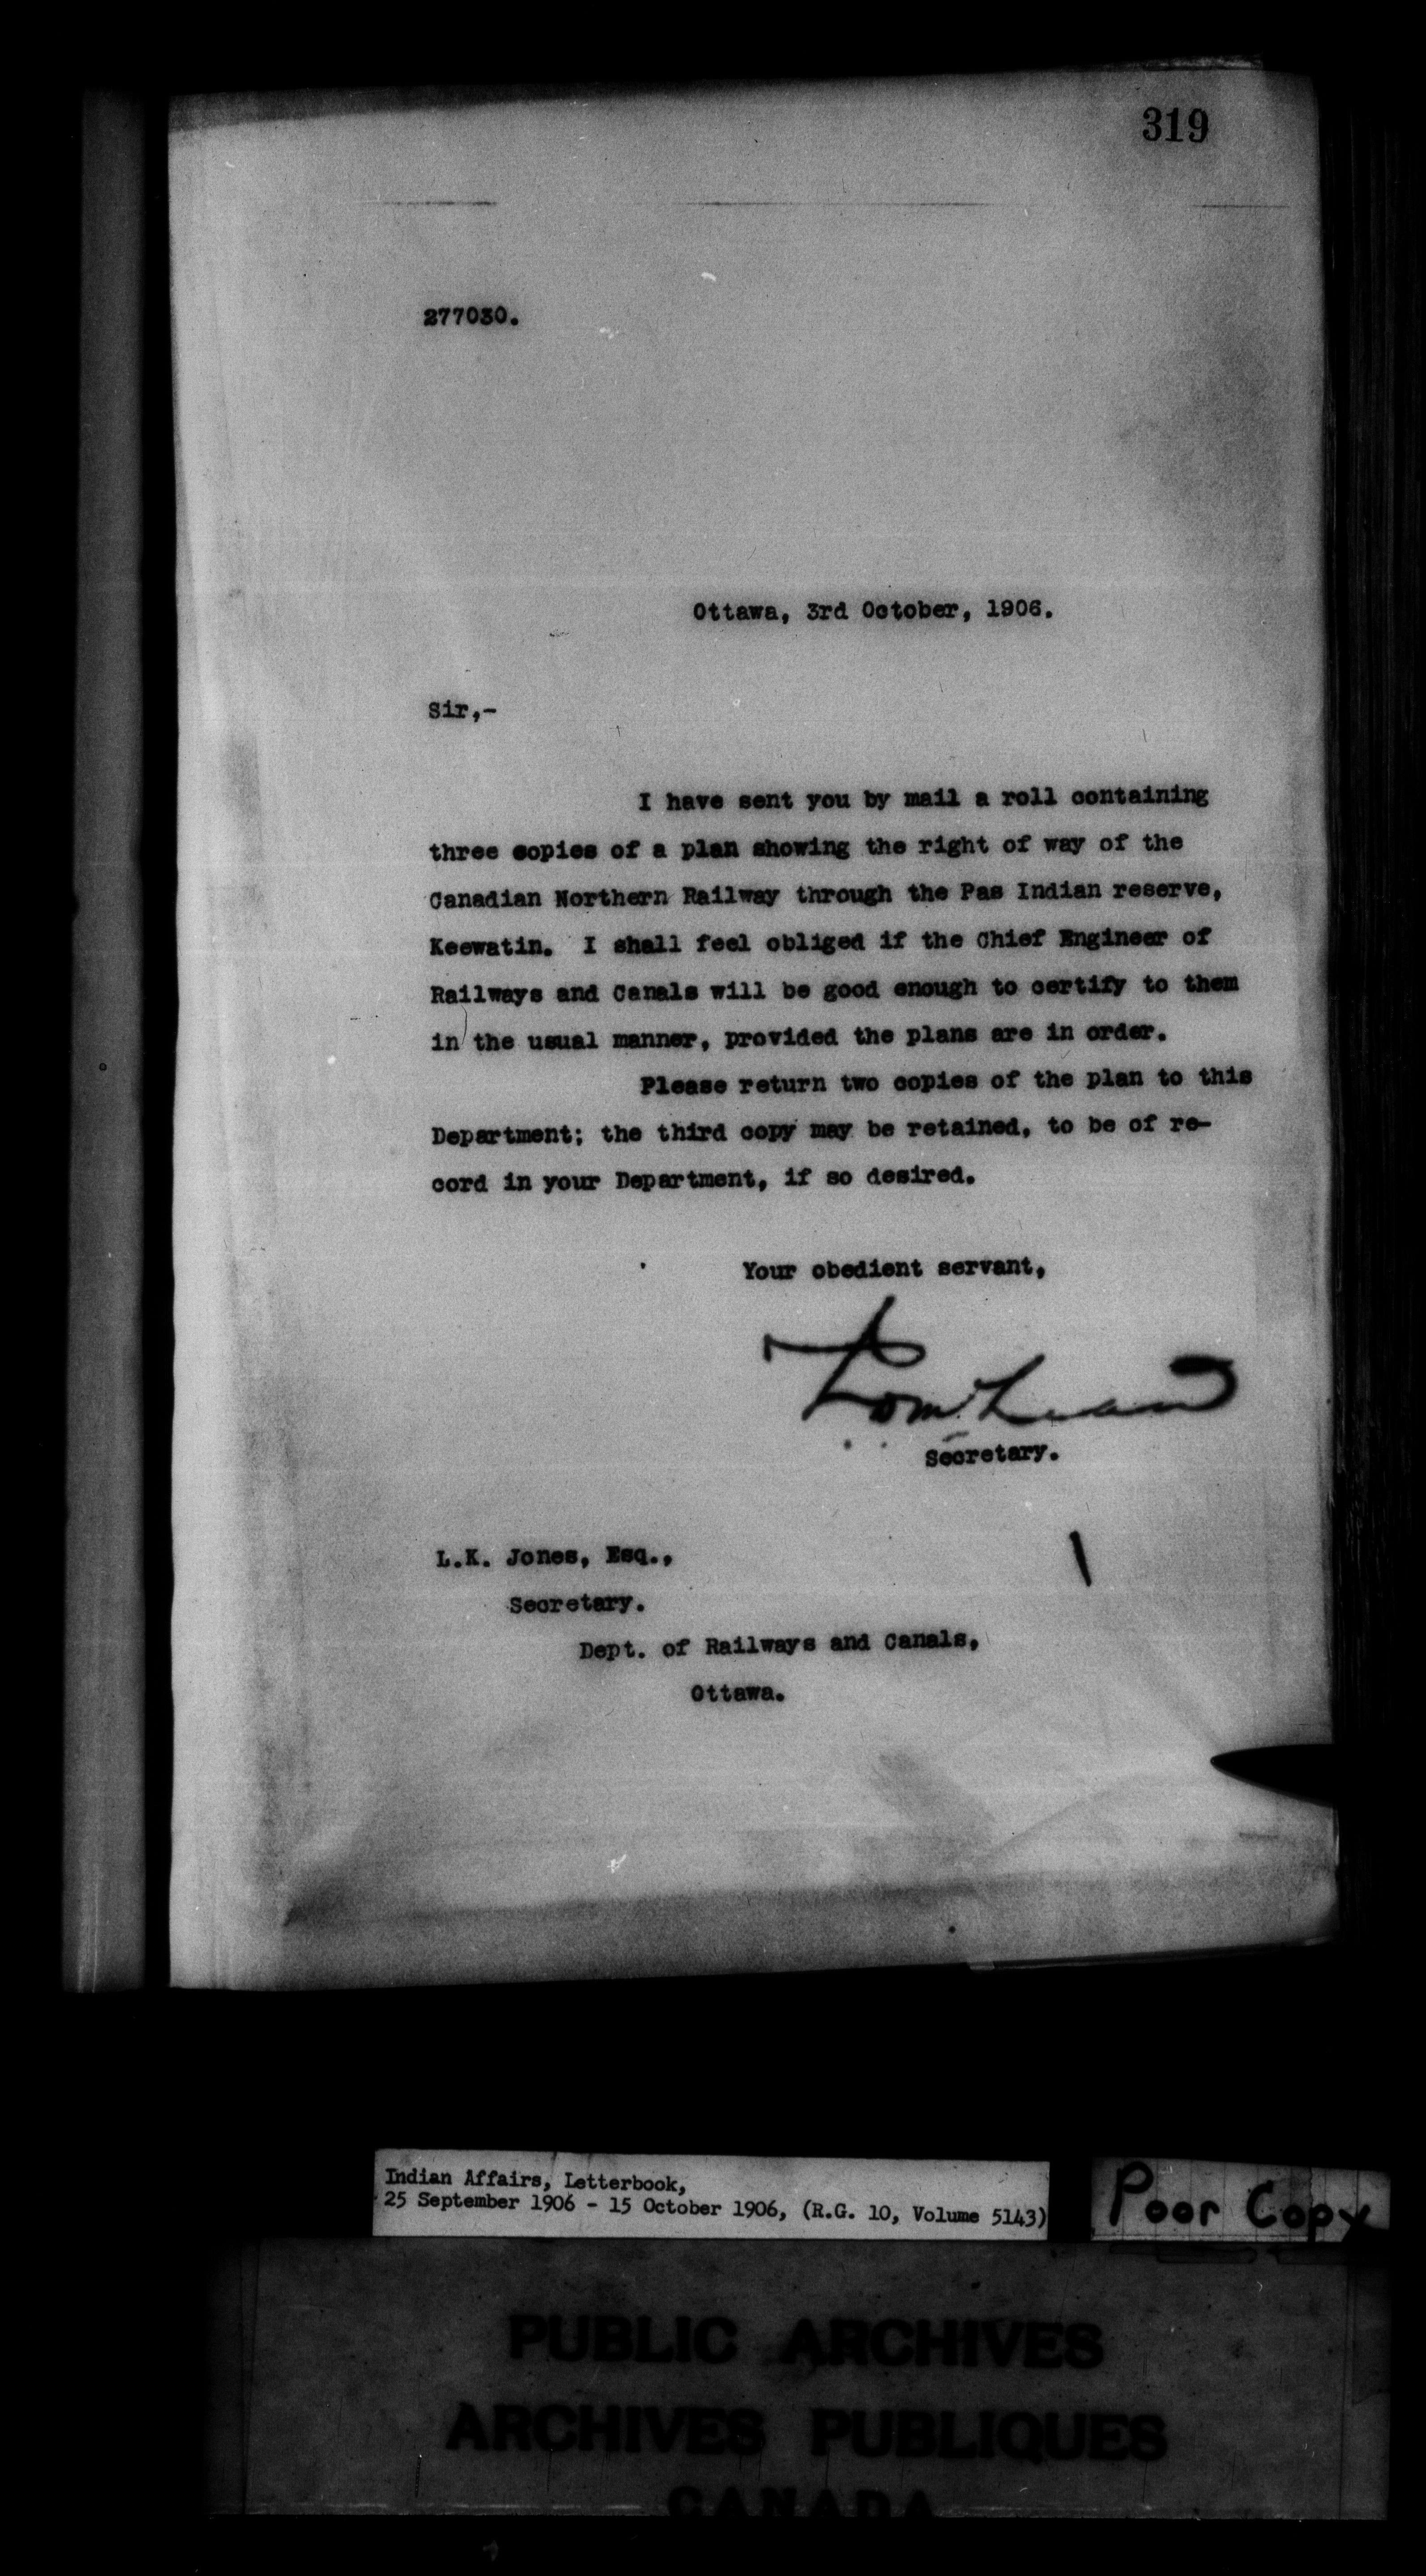 319
277030.
Ottawa, 3rd October, 1906.
Sir,-
I have sent you by mail a roll containing
three copies of a plan showing the right of way of the
Canadian Northern Railway through the Pas Indian reserve,
Keewatin. I shall feel obliged if the Chief Engineer of
Railways and Canals will be good enough to certify to them
in the usual manner, provided the plans are in order.
Please return two copies of the plan to this
Department; the third copy may be retained, to be of re-
cord in your Department, if so desired.
Your obedient servant,
Secretary.
L.K. Jones, Esq.,
Secretary.
Dept. of Railways and Canals,
Ottawa.
Indian Affairs, Letterbook,
25 September 1906 - 15 October 1906, (R.G. 10, Volume 5143)
Poor Copy
PUBLIC ARCHIVES
ARCHIVES PUBLIQUES
CANADA